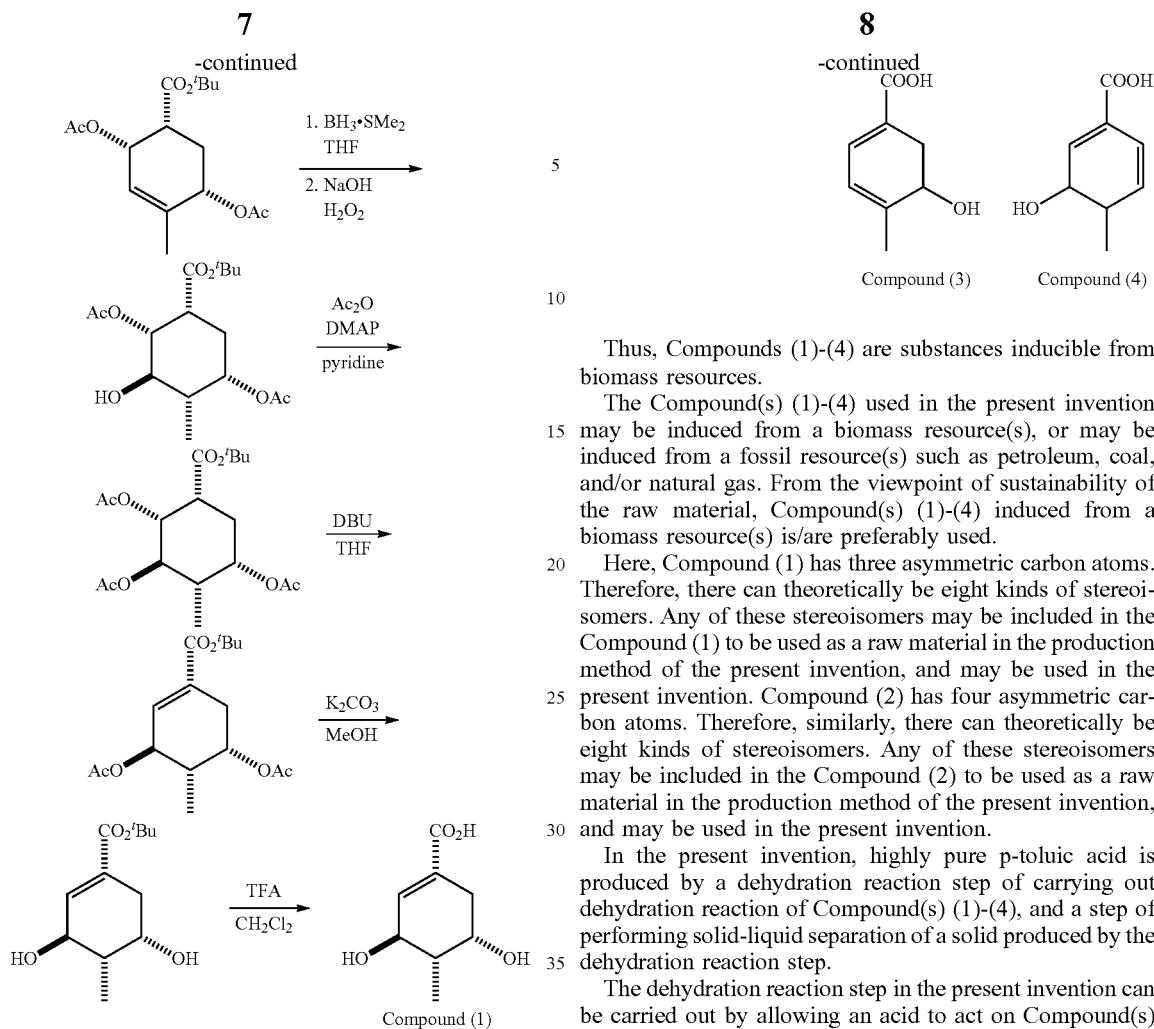 7
-continued
CO₂ᵗBu
AcO
1. BH₃•SMe₂
THF
2. NaOH
H₂O₂
OAc
CO₂ᵗBu
AcO
Ac₂O
DMAP
pyridine
HO
OAc
CO₂ᵗBu
AcO
DBU
THF
AcO
OAc
CO₂ᵗBu
K₂CO₃
MeOH
AcO
OAc
CO₂ᵗBu
TFA
CH₂Cl₂
HO
OH
CO₂H
HO
OH
Compound (1)
8
-continued
COOH
OH
Compound (3)
COOH
HO
Compound (4)
5
10
Thus, Compounds (1)-(4) are substances inducible from
biomass resources.
The Compound(s) (1)-(4) used in the present invention
15 may be induced from a biomass resource(s), or may be
induced from a fossil resource(s) such as petroleum, coal,
and/or natural gas. From the viewpoint of sustainability of
the raw material, Compound(s) (1)-(4) induced from a
biomass resource(s) is/are preferably used.
20 Here, Compound (1) has three asymmetric carbon atoms.
Therefore, there can theoretically be eight kinds of stereoi-
somers. Any of these stereoisomers may be included in the
Compound (1) to be used as a raw material in the production
method of the present invention, and may be used in the
25 present invention. Compound (2) has four asymmetric car-
bon atoms. Therefore, similarly, there can theoretically be
eight kinds of stereoisomers. Any of these stereoisomers
may be included in the Compound (2) to be used as a raw
material in the production method of the present invention,
30 and may be used in the present invention.
In the present invention, highly pure p-toluic acid is
produced by a dehydration reaction step of carrying out
dehydration reaction of Compound(s) (1)-(4), and a step of
performing solid-liquid separation of a solid produced by the
35 dehydration reaction step.
The dehydration reaction step in the present invention can
be carried out by allowing an acid to act on Compound(s)